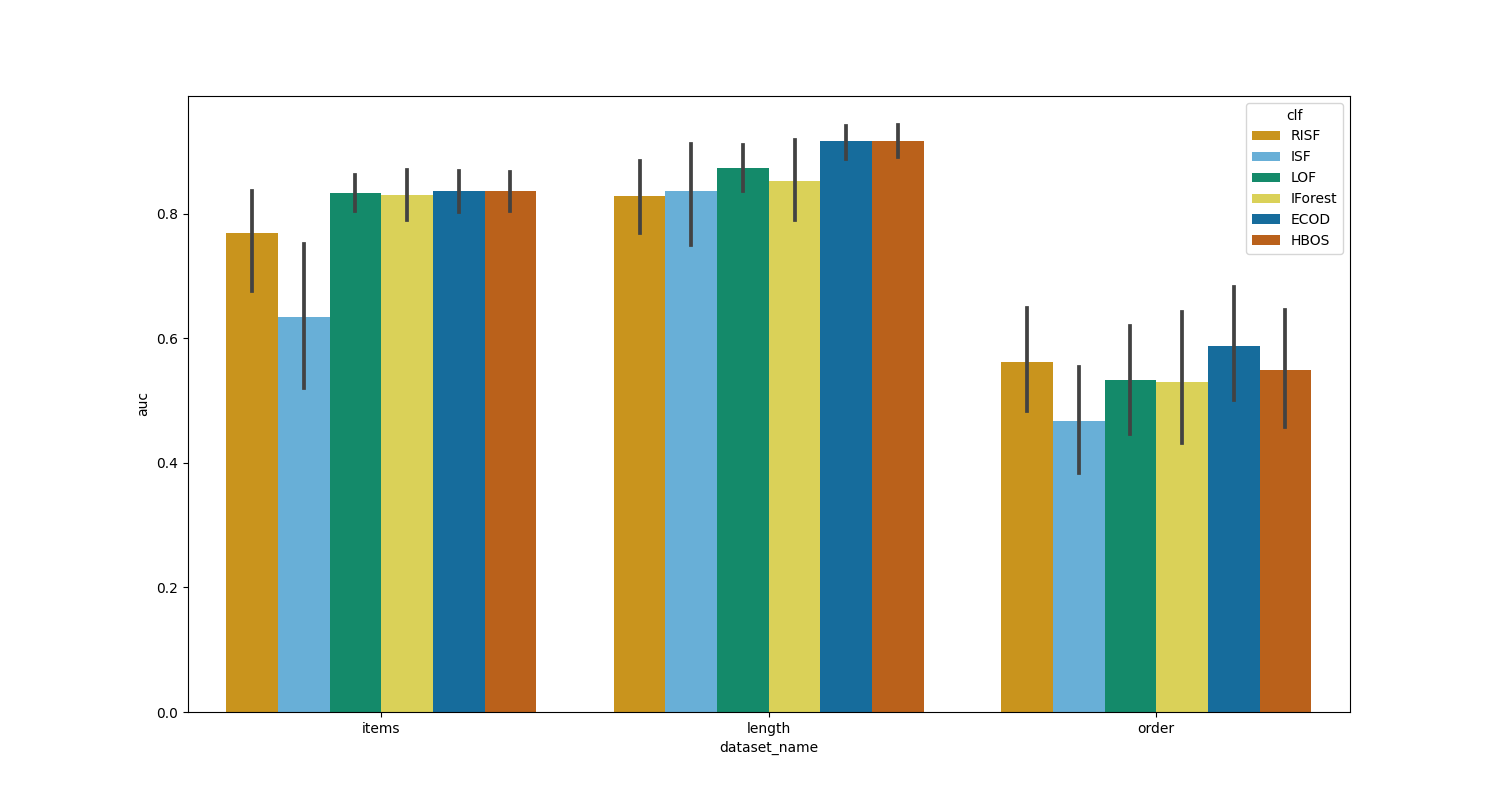 clf
RISF
ISF
LOF
IForest
ECOD
HBOS
auc
0.8
0.6
0.4
0.2
0.0
items length order
dataset_name